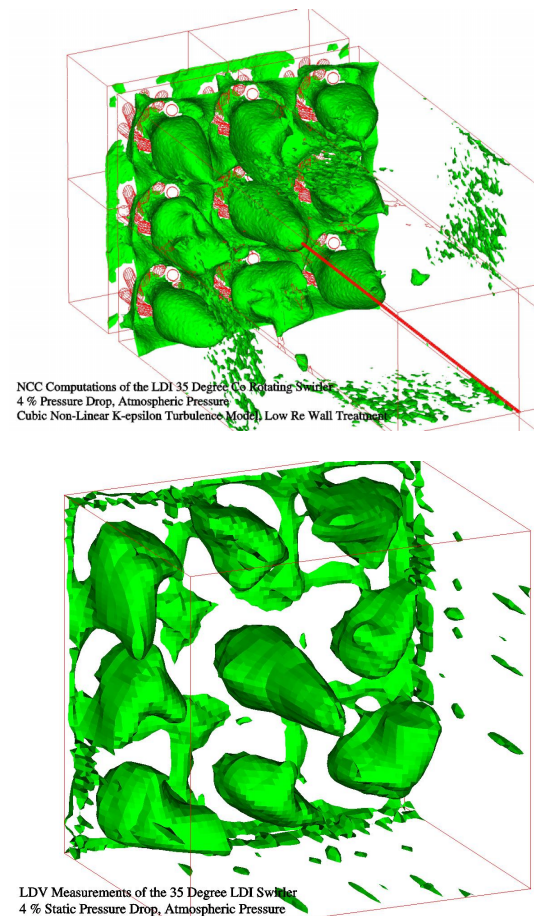 NCC Computations of the LDI 35 Degree Co Rotating Swirler
4 % Pressure Drop, Atmospheric Pressure
Cubic Non-Linear K-epsilon Turbulence Model, Low Re Wall Treatment
LDV Measurements of the 35 Degree LDI Swirler
4 % Static Pressure Drop, Atmospheric Pressure